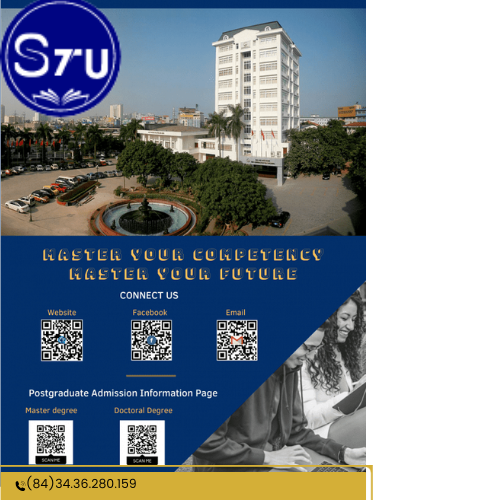 STU
MASTER YOUR COMPETENCY
MASTER YOUR FUTURE
CONNECT US
Website Facebook Email
Postgraduate Admission Information Page
Master degree Doctoral Degree
SCAN ME SCAN ME
(84)34.36.280.159